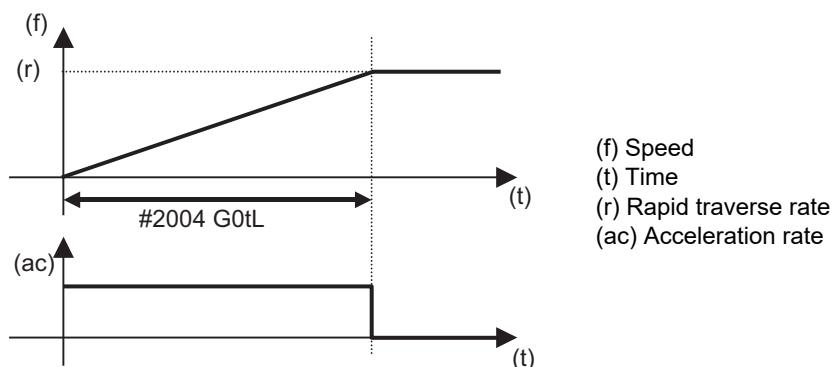 (f)
(r)
(t)
#2004 G0tL
(ac)
(t)
(f) Speed
(t) Time
(r) Rapid traverse rate
(ac) Acceleration rate